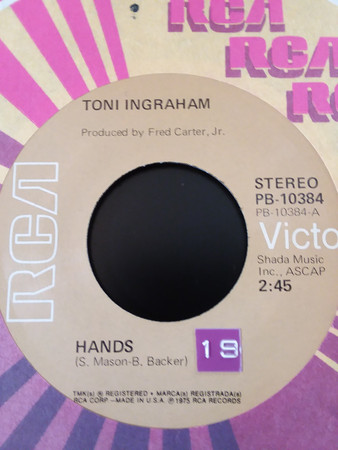 RCA
RCA
RC
TONI INGRAHAM
Produced by Fred Carter, Jr.
RCA
STEREO
PB-10384
PB-10384-A
Victo
Shada Music
Inc., ASCAP
2:45
HANDS
(S. Mason-B. Backer)
19
TMK(s) ® REGISTERED • MARCA(s) REGISTRADA(s)
RCA CORP.—MADE IN U.S.A. ℗ 1975 RCA RECORDS